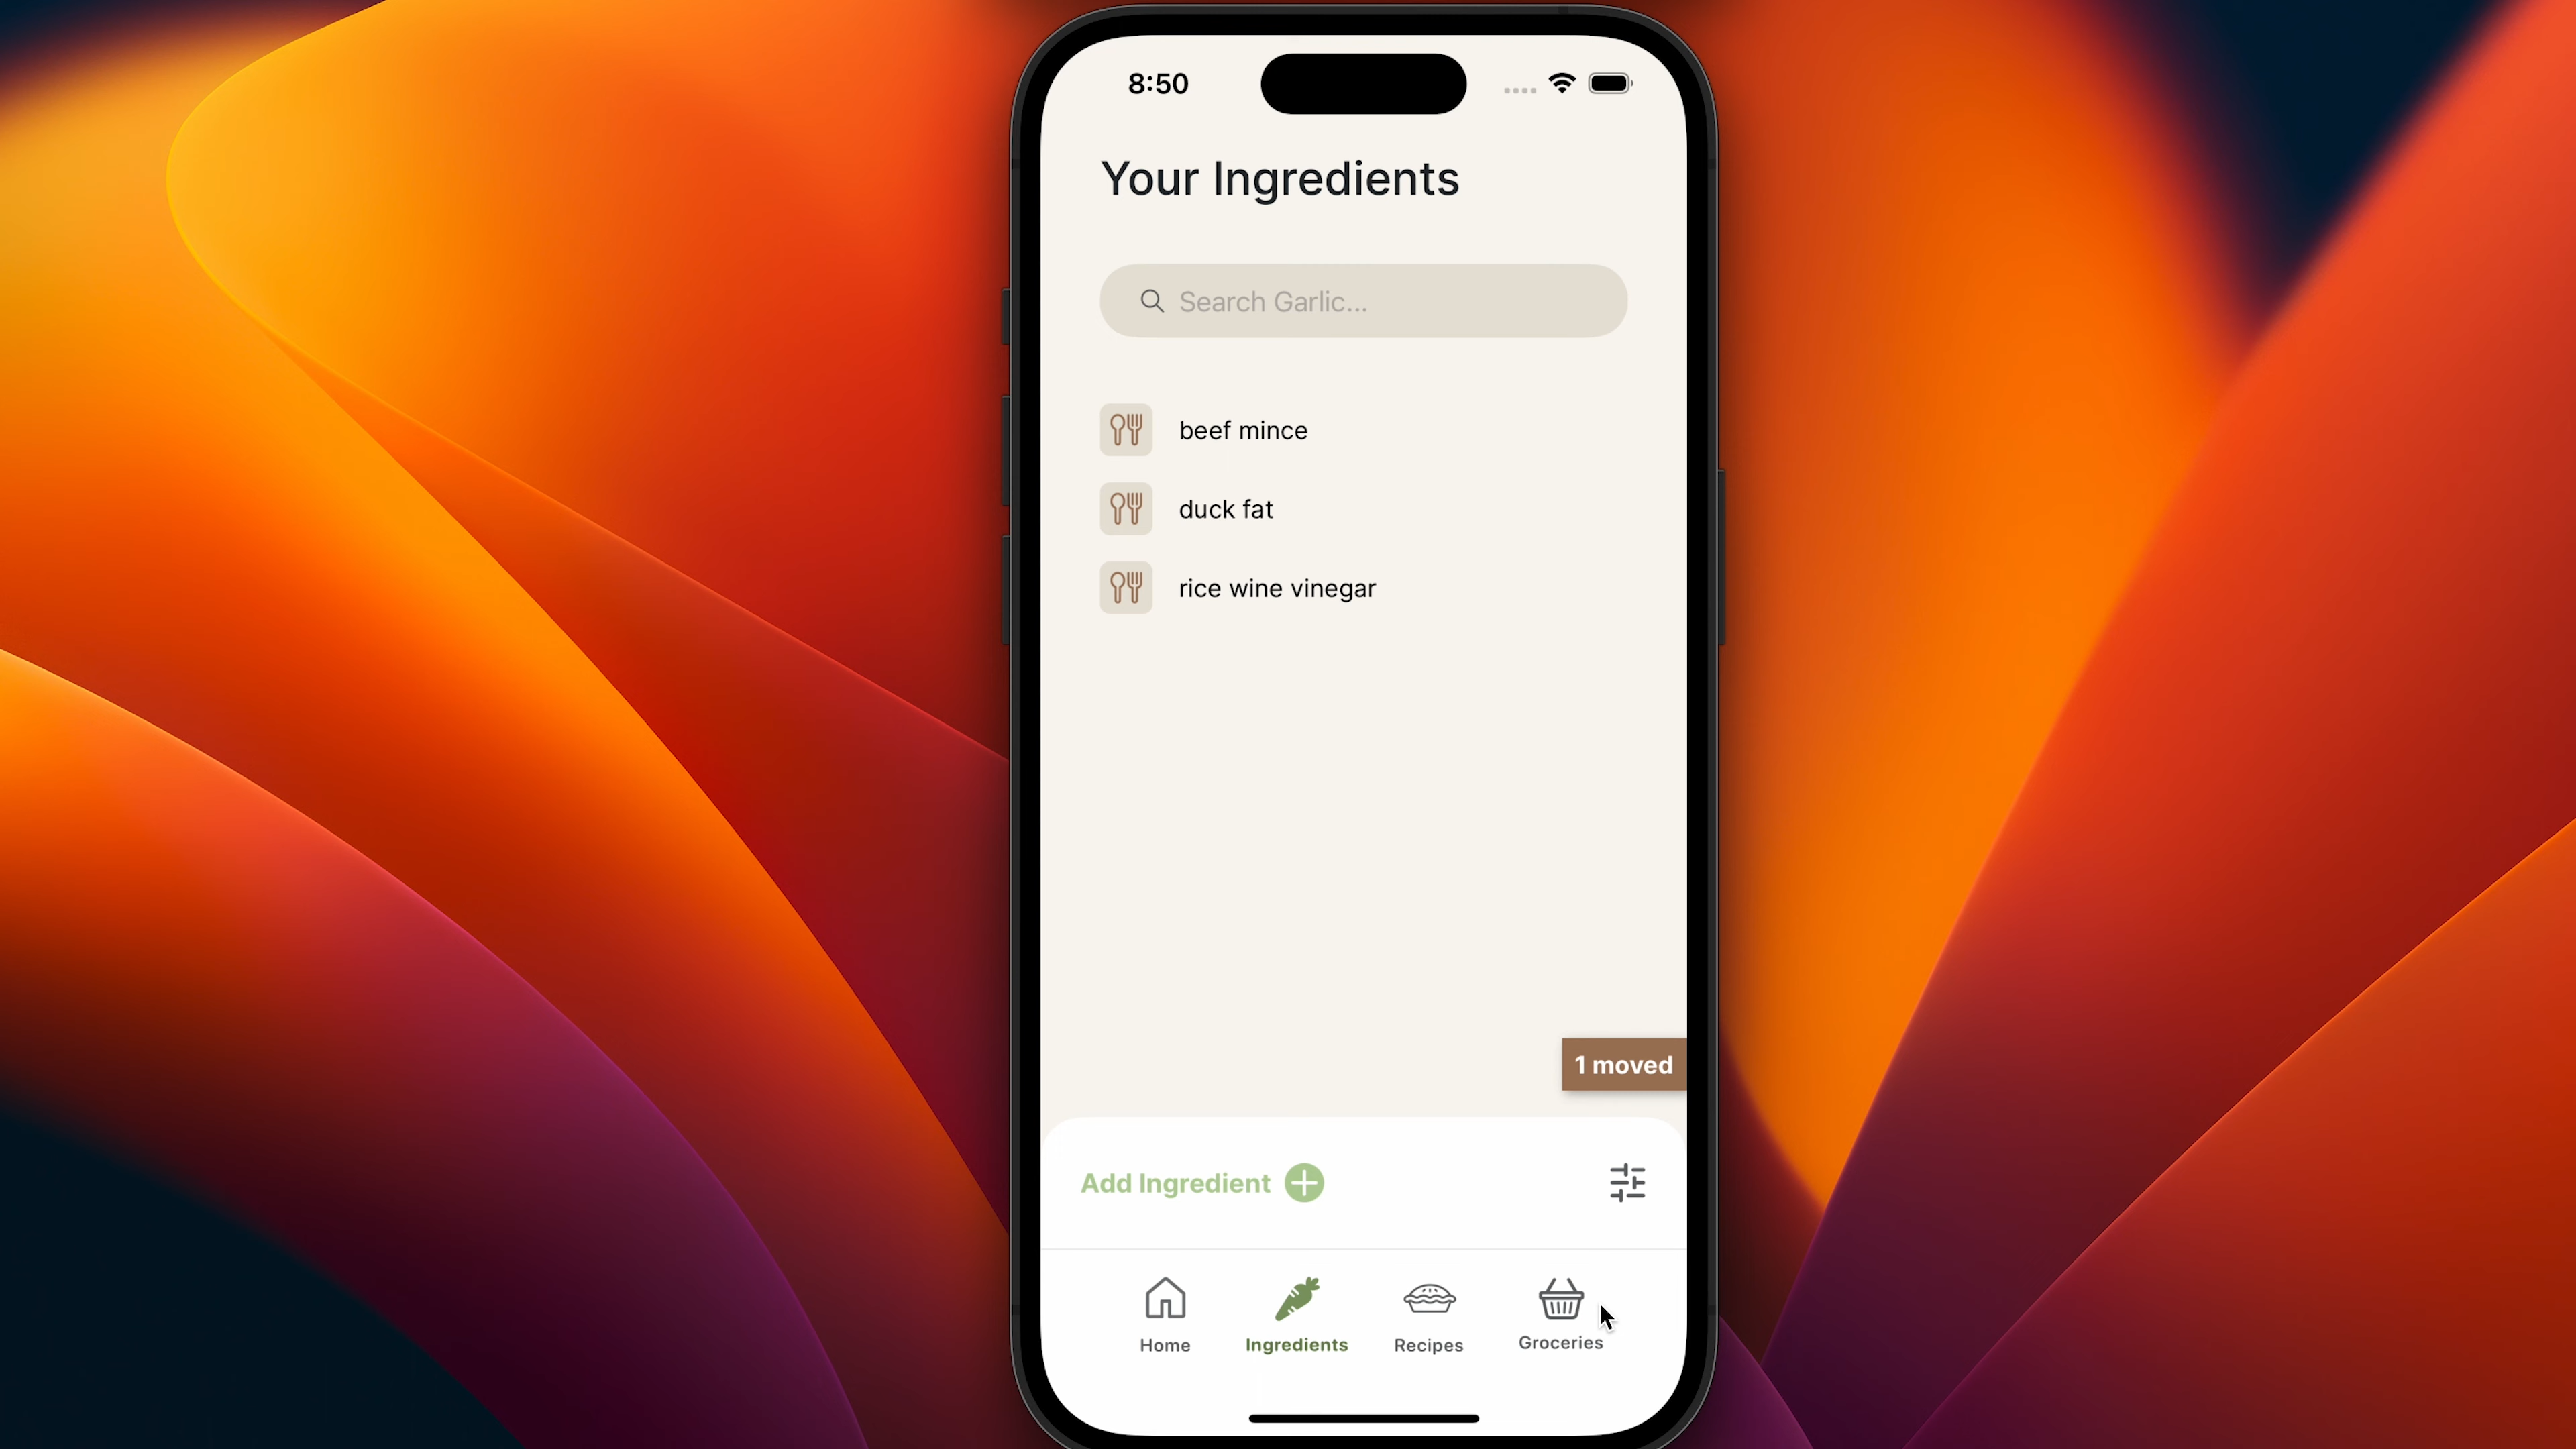 8:50
Your Ingredients
Search Garlic...
beef mince
duck fat
rice wine vinegar
1 moved
Add Ingredient
Home
Ingredients
Recipes
Groceries